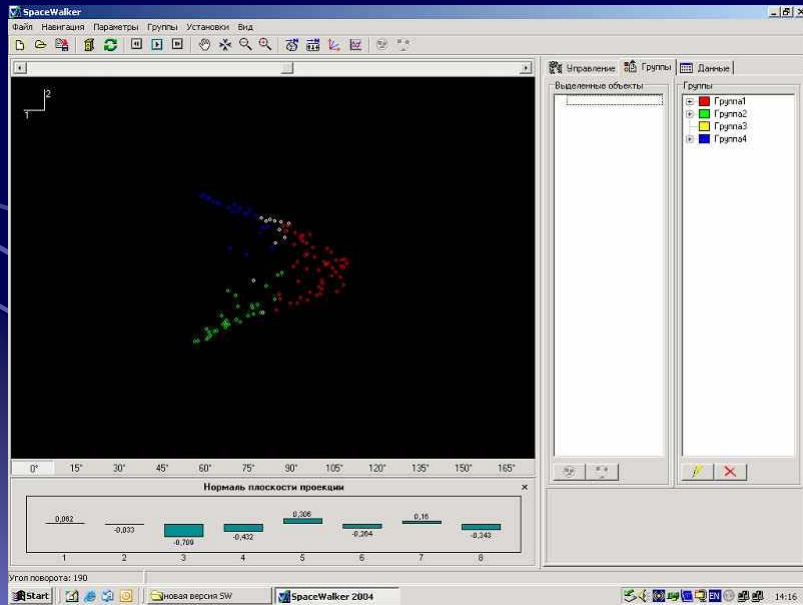 SpaceWalker
Файл Навигация Параметры Группы Установки Вид
Управление Группы Данные
Выделенные объекты Группы
2
1
Группа1
Группа2
Группа3
Группа4
0° 15° 30° 45° 60° 75° 90° 105° 120° 135° 150° 165°
Нормаль плоскости проекции
0,062 -0,033 -0,709 -0,432 0,306 -0,264 0,16 -0,343
1 2 3 4 5 6 7 8
Угол поворота: 190
Start новая версия SW SpaceWalker 2004 EN 14:16